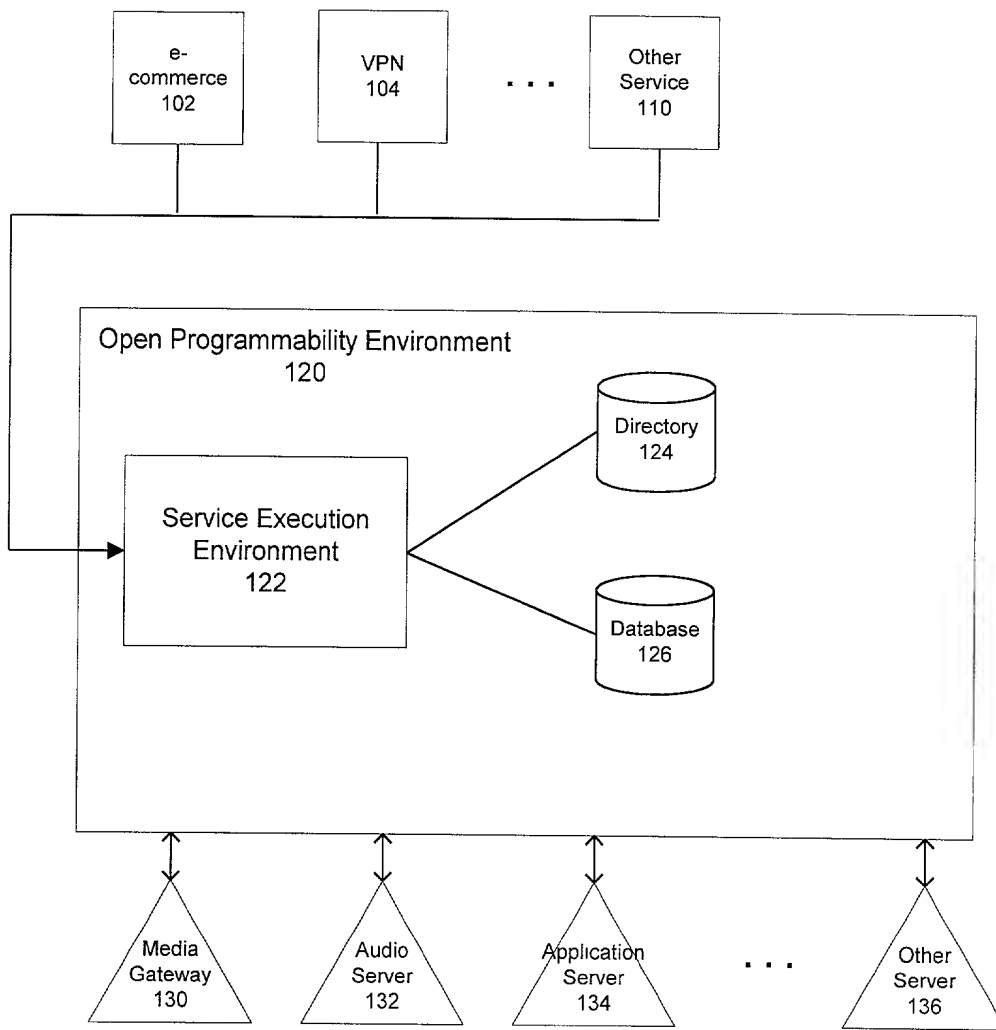 e-
commerce
102
VPN
104
. . .
Other
Service
110
Open Programmability Environment
120
Directory
124
Service Execution
Environment
122
Database
126
Media
Gateway
130
Audio
Server
132
Application
Server
134
. . .
Other
Server
136